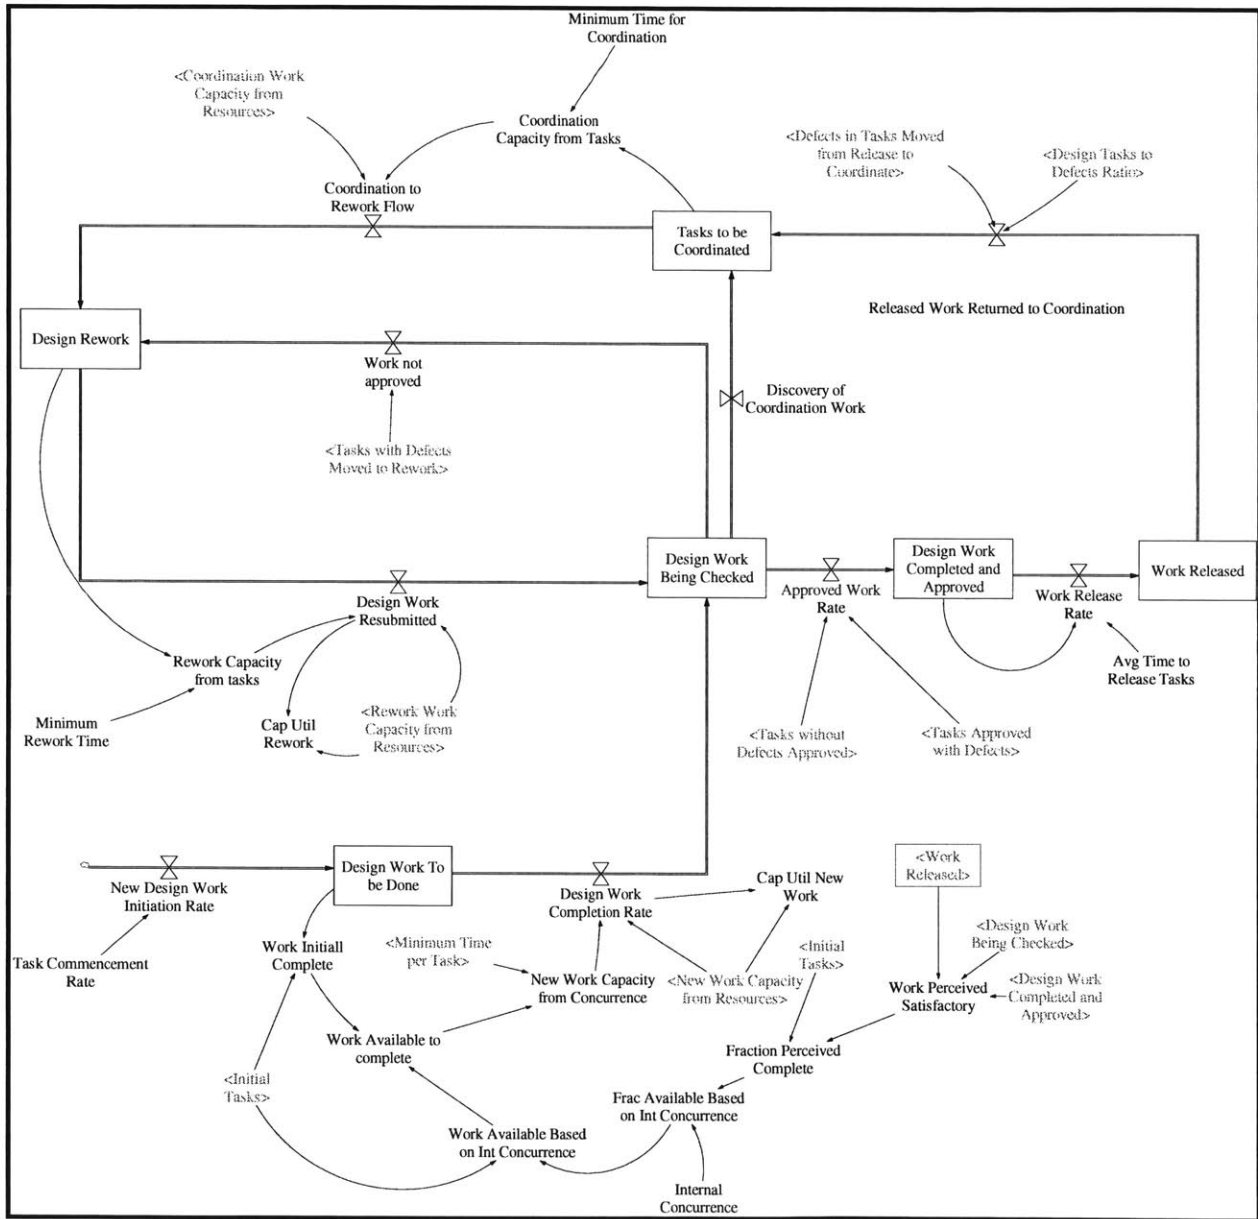 Minimum Time for
Coordination
<Coordination Work
Capacity from
Resources>
Coordination
Capacity from Tasks
<Defects in Tasks Moved
from Release to
Coordinate>
<Design Tasks to
Defects Ratio>
Coordination to
Rework Flow
Tasks to be
Coordinated
Released Work Returned to Coordination
Design Rework
Work not
approved
Discovery of
Coordination Work
<Tasks with Defects
Moved to Rework>
Design Work
Being Checked
Design Work
Completed and
Approved
Work Released
Design Work
Resubmitted
Approved Work
Rate
Work Release
Rate
Rework Capacity
from tasks
Avg Time to
Release Tasks
Minimum
Rework Time
Cap Util
Rework
<Rework Work
Capacity from
Resources>
<Tasks without
Defects Approved>
<Tasks Approved
with Defects>
Design Work To
be Done
<Work
Released>
New Design Work
Initiation Rate
Design Work
Completion Rate
Cap Util New
Work
Task Commencement
Rate
Work Initiall
Complete
<Minimum Time
per Task>
<Initial
Tasks>
<Design Work
Being Checked>
New Work Capacity
from Concurrence
<New Work Capacity
from Resources>
Work Perceived
Satisfactory
<Design Work
Completed and
Approved>
Work Available to
complete
Fraction Perceived
Complete
<Initial
Tasks>
Frac Available Based
on Int Concurrence
Work Available Based
on Int Concurrence
Internal
Concurrence